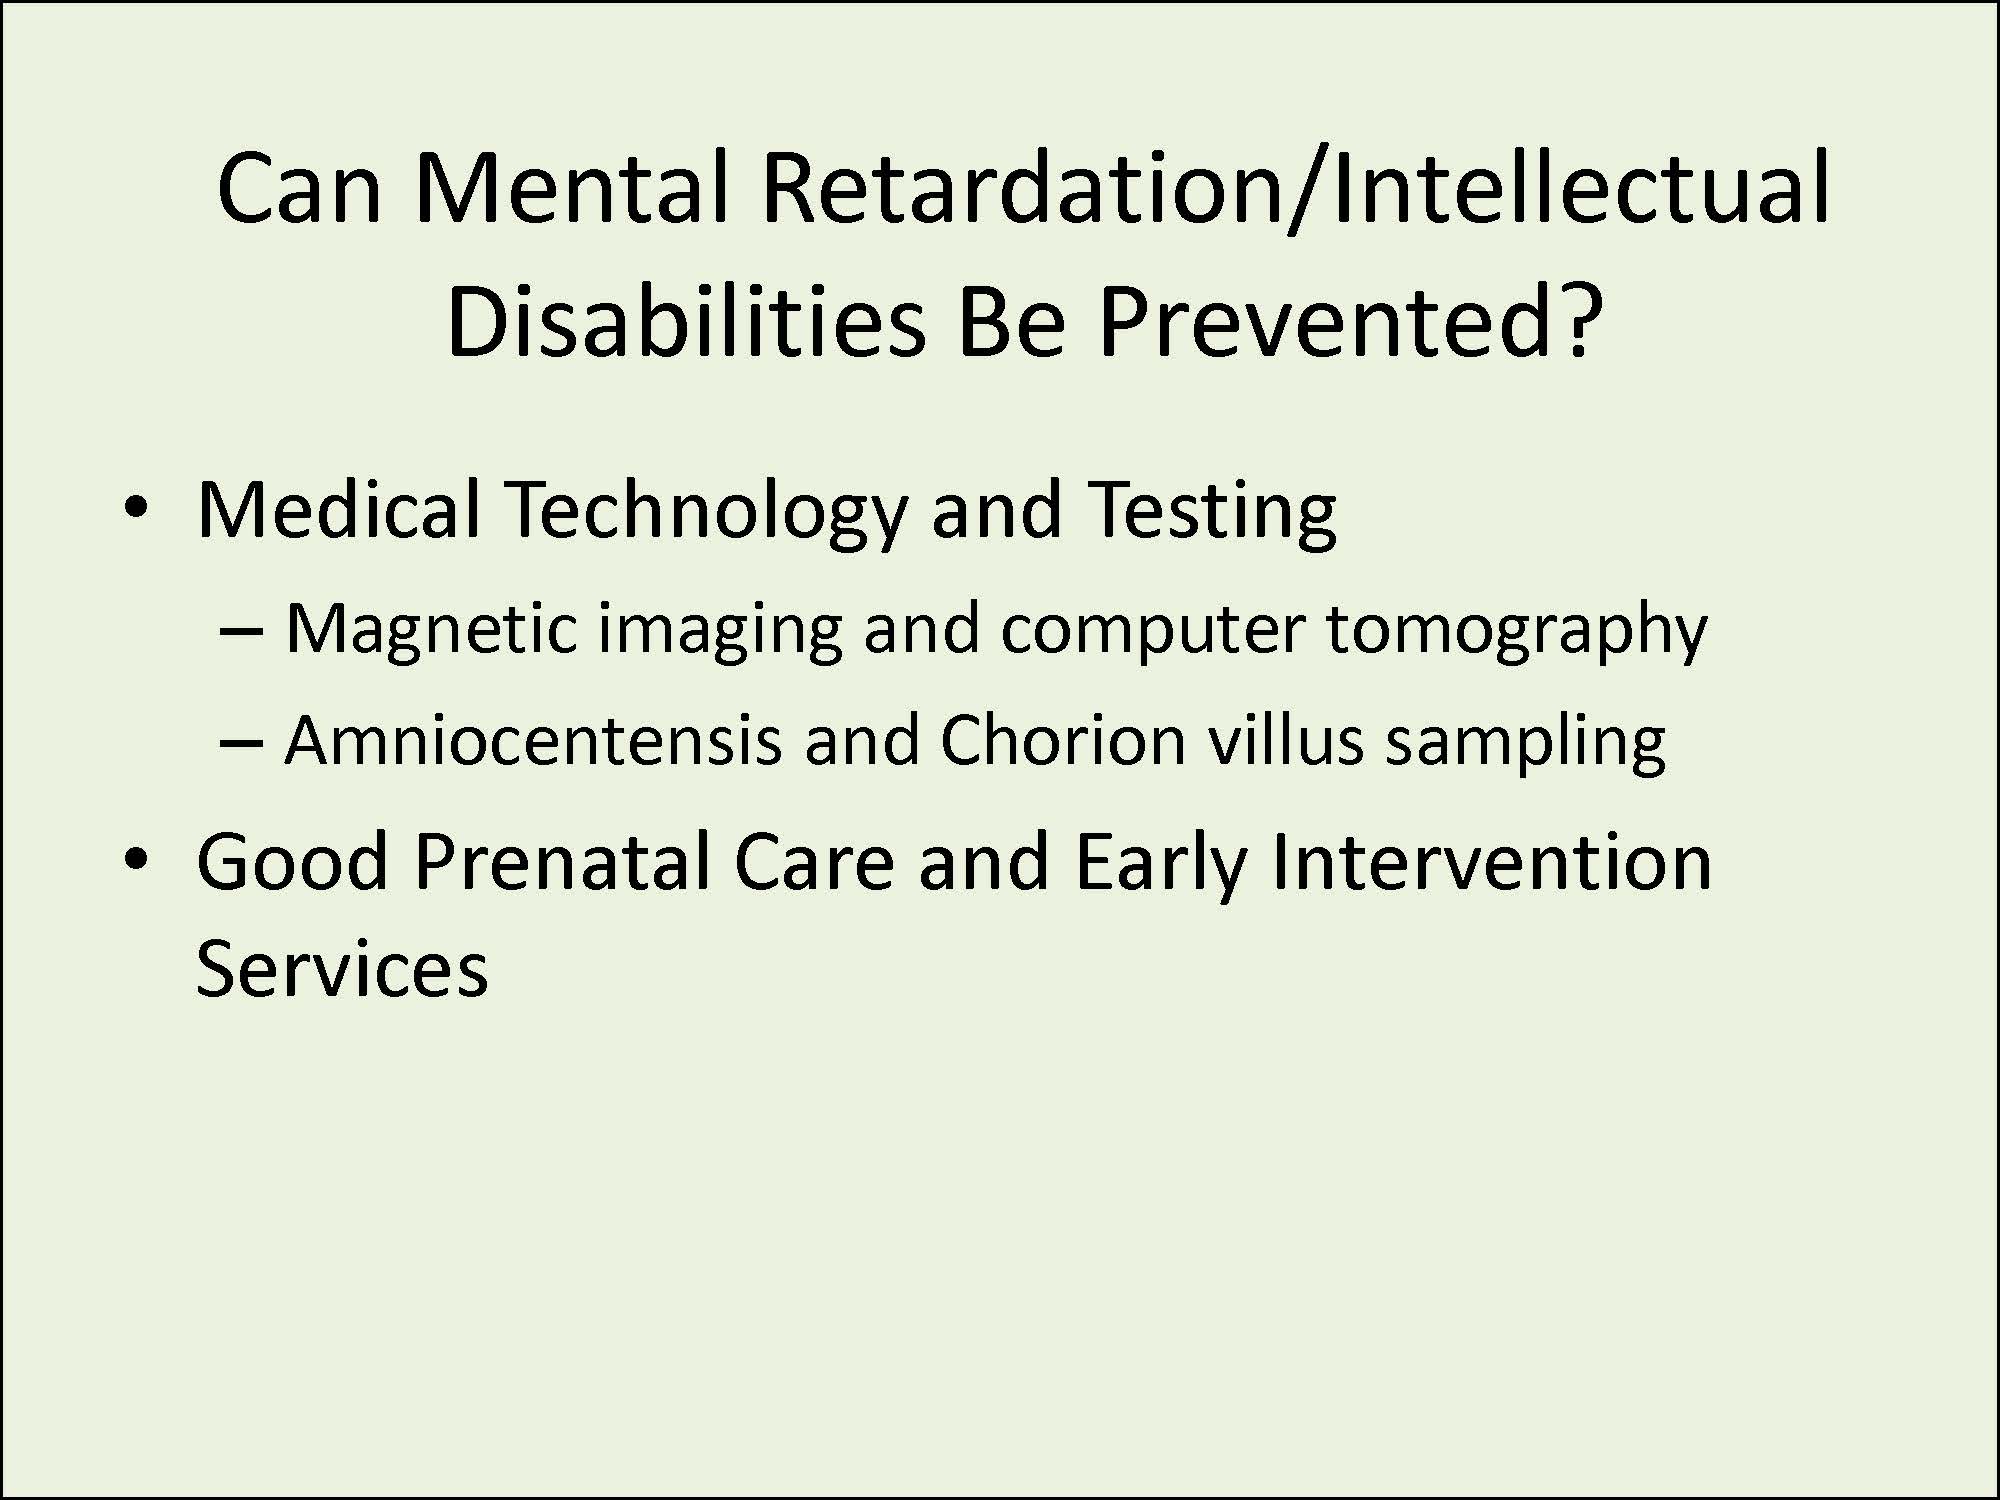 Can Mental Retardation/Intellectual
Disabilities Be Prevented?
• Medical Technology and Testing
– Magnetic imaging and computer tomography
– Amniocentensis and Chorion villus sampling
• Good Prenatal Care and Early Intervention
Services